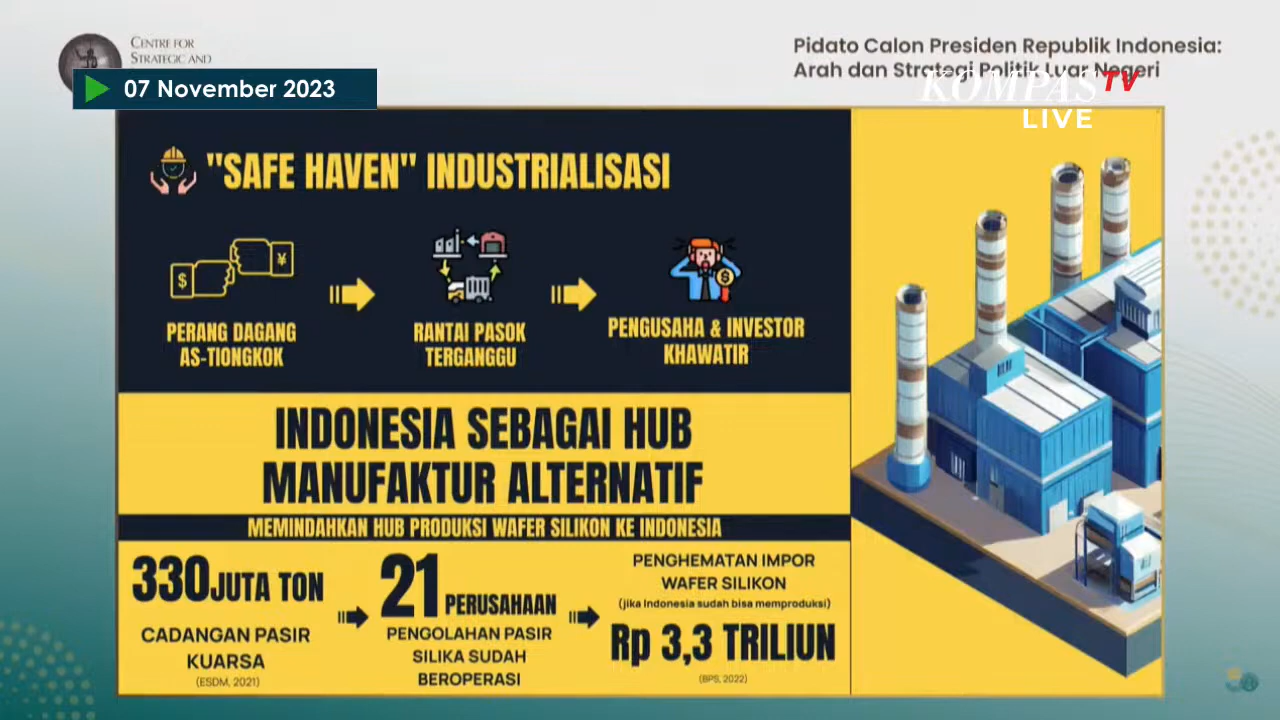 CENTRE FOR
STRATEGIC AND
Pidato Calon Presiden Republik Indonesia:
Arah dan Strategi Politik Luar Negeri
07 November 2023
KOMPAS TV
LIVE
"SAFE HAVEN" INDUSTRIALISASI
$
¥
$
PERANG DAGANG
AS-TIONGKOK
RANTAI PASOK
TERGANGGU
PENGUSAHA & INVESTOR
KHAWATIR
INDONESIA SEBAGAI HUB
MANUFAKTUR ALTERNATIF
MEMINDAHKAN HUB PRODUKSI WAFER SILIKON KE INDONESIA
330 JUTA TON
CADANGAN PASIR
KUARSA
(ESDM, 2021)
21 PERUSAHAAN
PENGOLAHAN PASIR
SILIKA SUDAH
BEROPERASI
PENGHEMATAN IMPOR
WAFER SILIKON
(jika Indonesia sudah bisa memproduksi)
Rp 3,3 TRILIUN
(BPS, 2022)